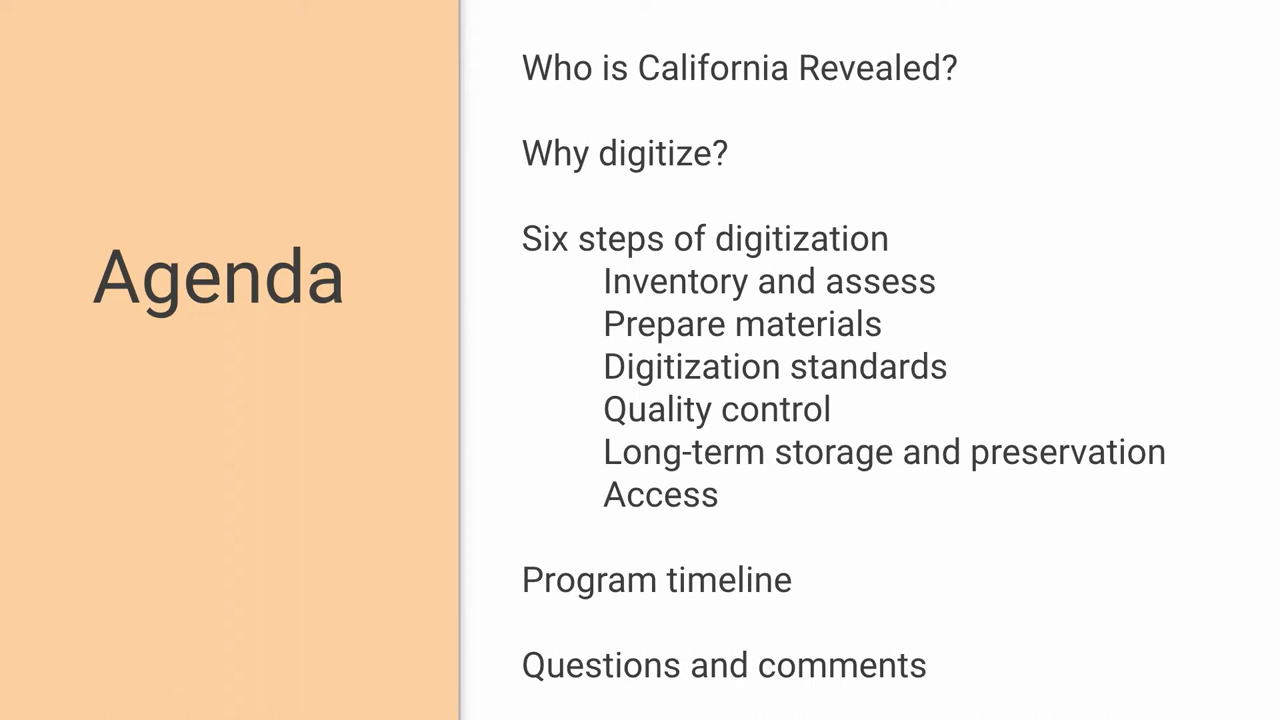 Agenda
Who is California Revealed?
Why digitize?
Six steps of digitization
Inventory and assess
Prepare materials
Digitization standards
Quality control
Long-term storage and preservation
Access
Program timeline
Questions and comments